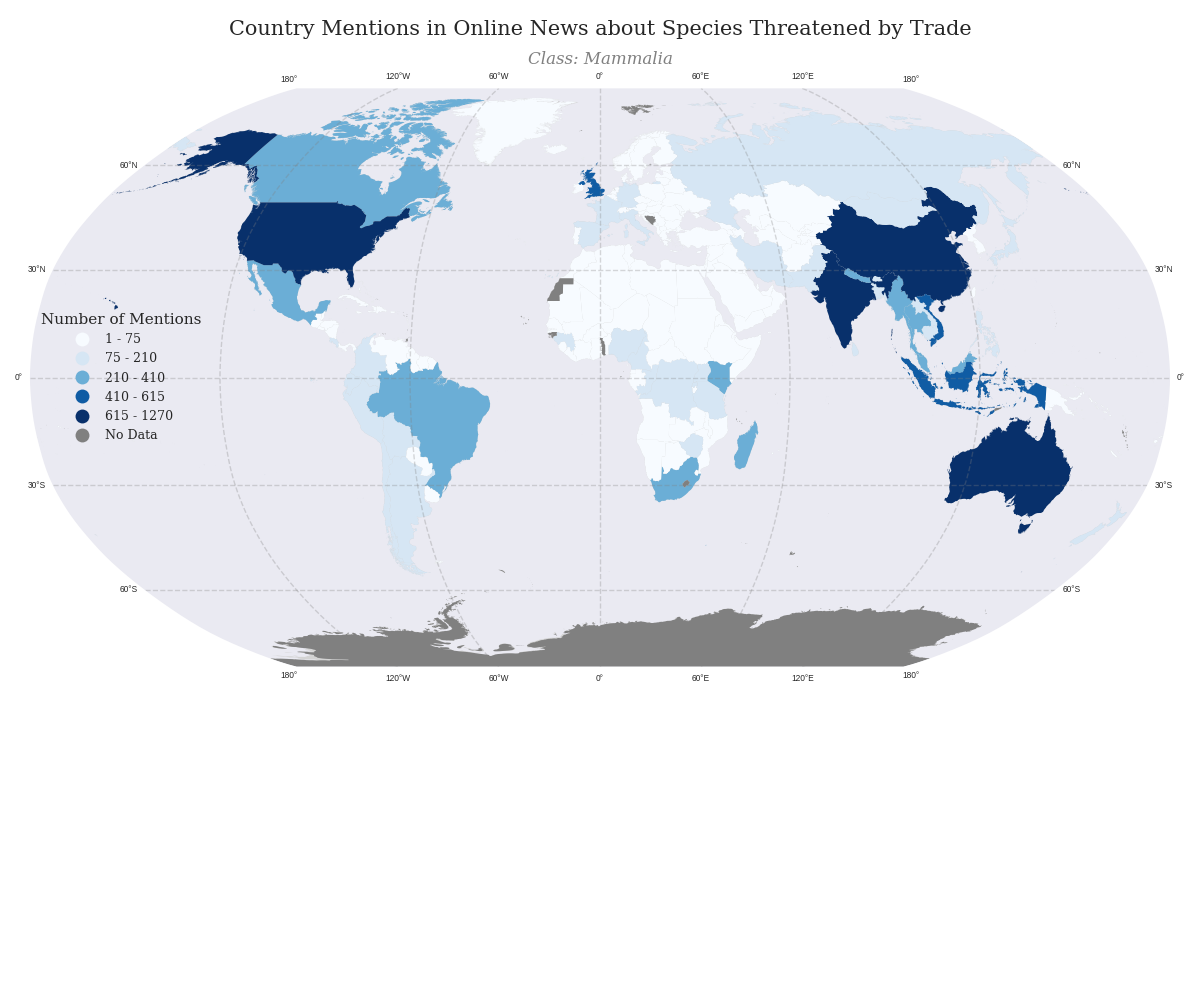 Country Mentions in Online News about Species Threatened by Trade
Class: Mammalia
180° 120°W 60°W 0° 60°E 120°E 180°
60°N 60°N
30°N 30°N
Number of Mentions
1 - 75
75 - 210
0° 210 - 410 0°
410 - 615
615 - 1270
No Data
30°S 30°S
60°S 60°S
180° 120°W 60°W 0° 60°E 120°E 180°